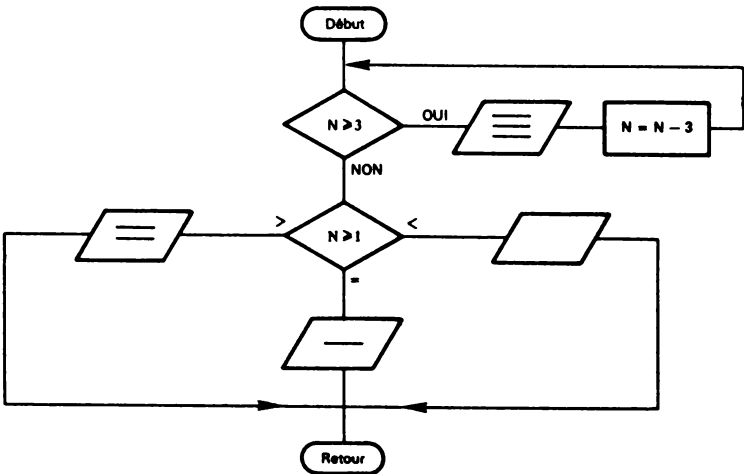 Début
N ⩾ 3
OUI
N = N − 3
NON
>
N ⩾ 1
<
=
Retour